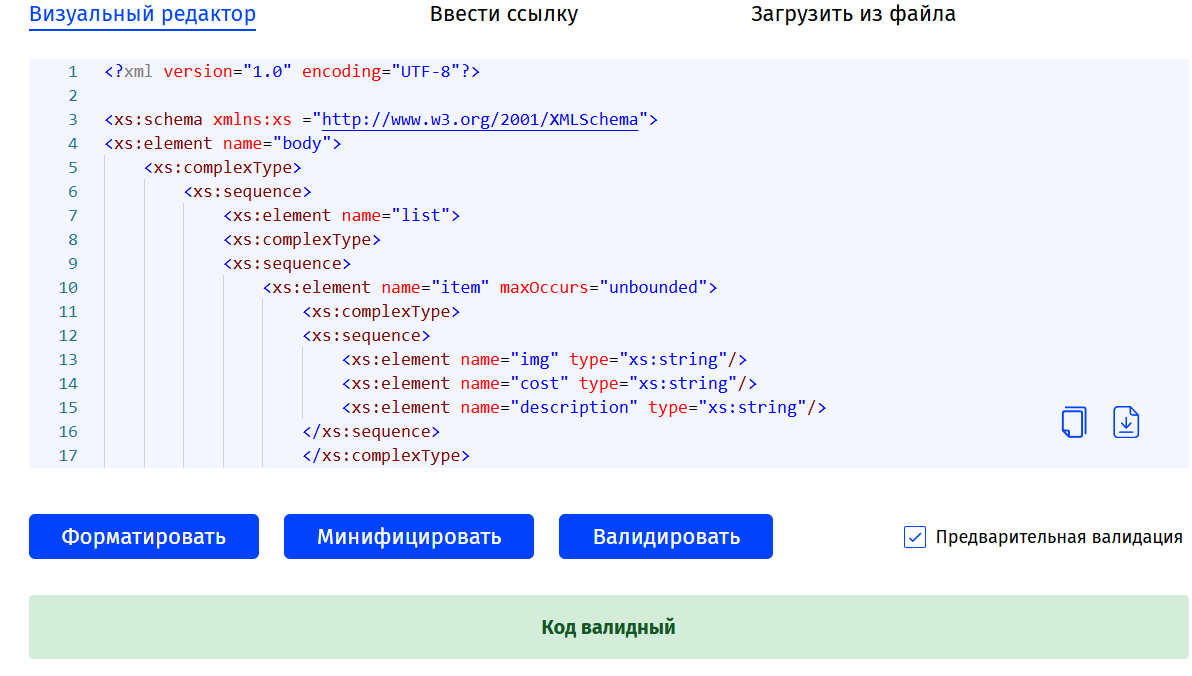 Визуальный редактор Ввести ссылку Загрузить из файла
1 <?xml version="1.0" encoding="UTF-8"?>
2
3 <xs:schema xmlns:xs ="http://www.w3.org/2001/XMLSchema">
4 <xs:element name="body">
5 <xs:complexType>
6 <xs:sequence>
7 <xs:element name="list">
8 <xs:complexType>
9 <xs:sequence>
10 <xs:element name="item" maxOccurs="unbounded">
11 <xs:complexType>
12 <xs:sequence>
13 <xs:element name="img" type="xs:string"/>
14 <xs:element name="cost" type="xs:string"/>
15 <xs:element name="description" type="xs:string"/>
16 </xs:sequence>
17 </xs:complexType>
Форматировать Минифицировать Валидировать Предварительная валидация
Код валидный